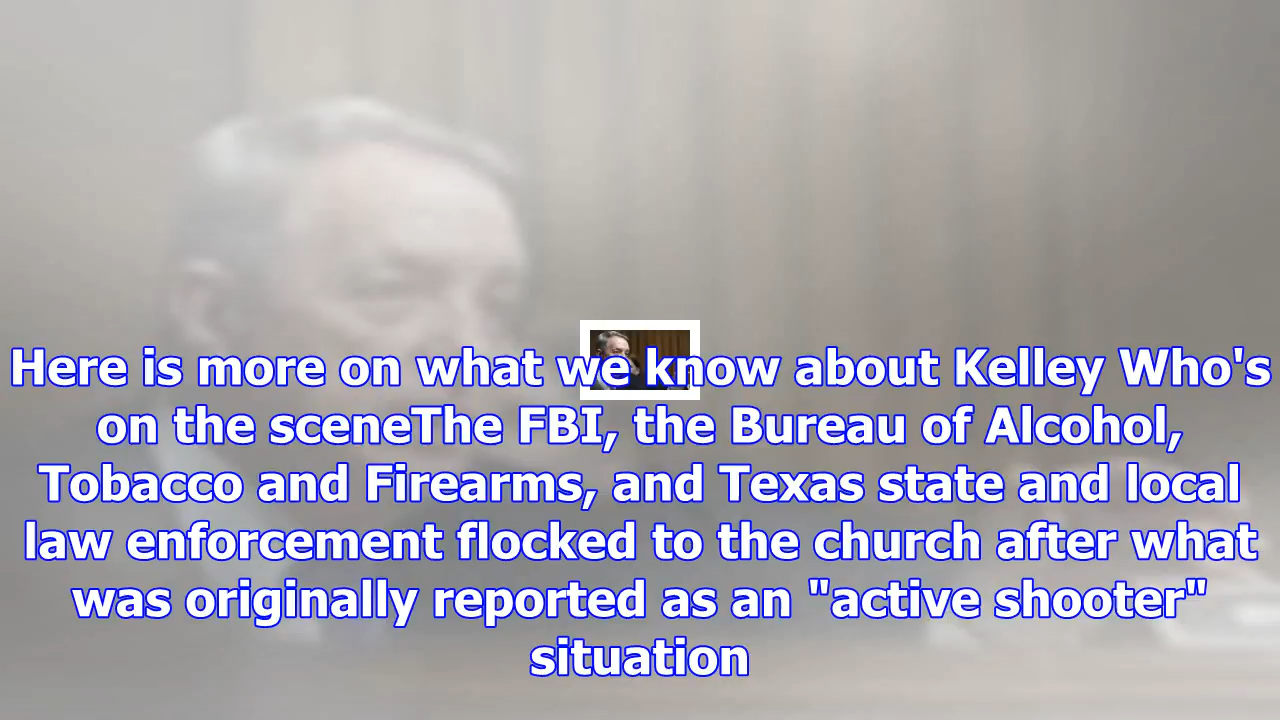 Here is more on what we know about Kelley Who's
on the sceneThe FBI, the Bureau of Alcohol,
Tobacco and Firearms, and Texas state and local
law enforcement flocked to the church after what
was originally reported as an "active shooter"
situation